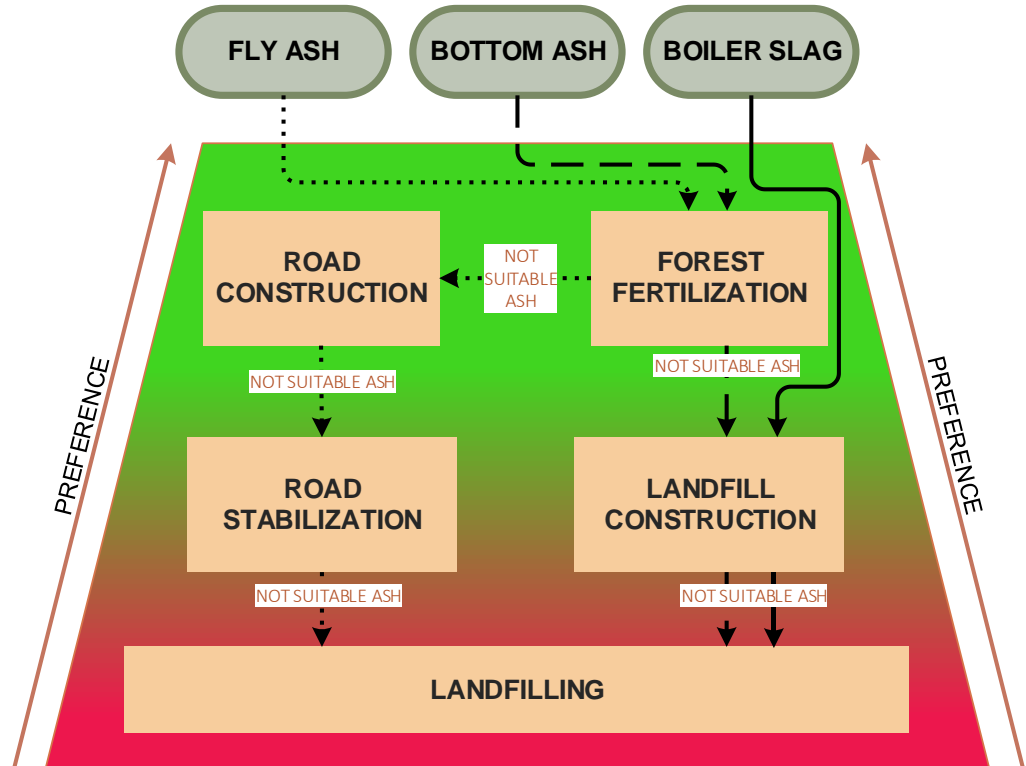 FLY ASH
BOTTOM ASH
BOILER SLAG
ROAD
CONSTRUCTION
NOT
SUITABLE
ASH
FOREST
FERTILIZATION
NOT SUITABLE ASH
NOT SUITABLE ASH
PREFERENCE
PREFERENCE
ROAD
STABILIZATION
LANDFILL
CONSTRUCTION
NOT SUITABLE ASH
NOT SUITABLE ASH
LANDFILLING